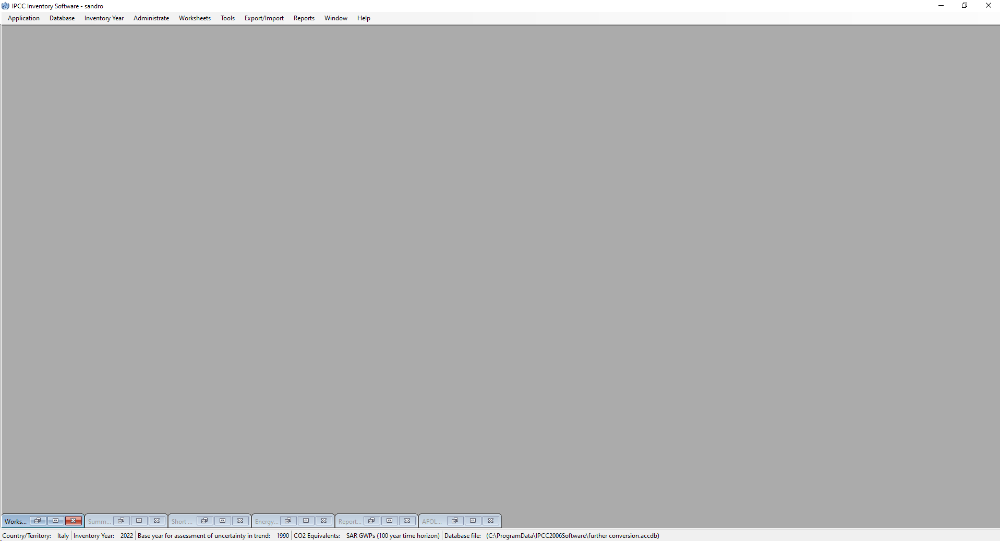 IPCC Inventory Software - sandro
Application Database Inventory Year Administrate Worksheets Tools Export/Import Reports Window Help
Works... Summ... Short ... Energy... Report... AFOL...
Country/Territory: Italy Inventory Year: 2022 Base year for assessment of uncertainty in trend: 1990 CO2 Equivalents: SAR GWPs (100 year time horizon) Database file: (C:\ProgramData\IPCC2006Software\further conversion.accdb)